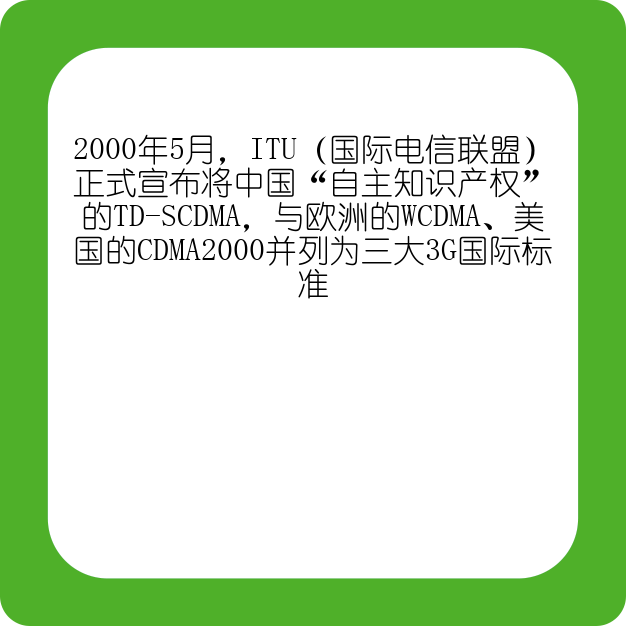 2000年5月，ITU（国际电信联盟）
正式宣布将中国“自主知识产权”
的TD-SCDMA，与欧洲的WCDMA、美
国的CDMA2000并列为三大3G国际标
准